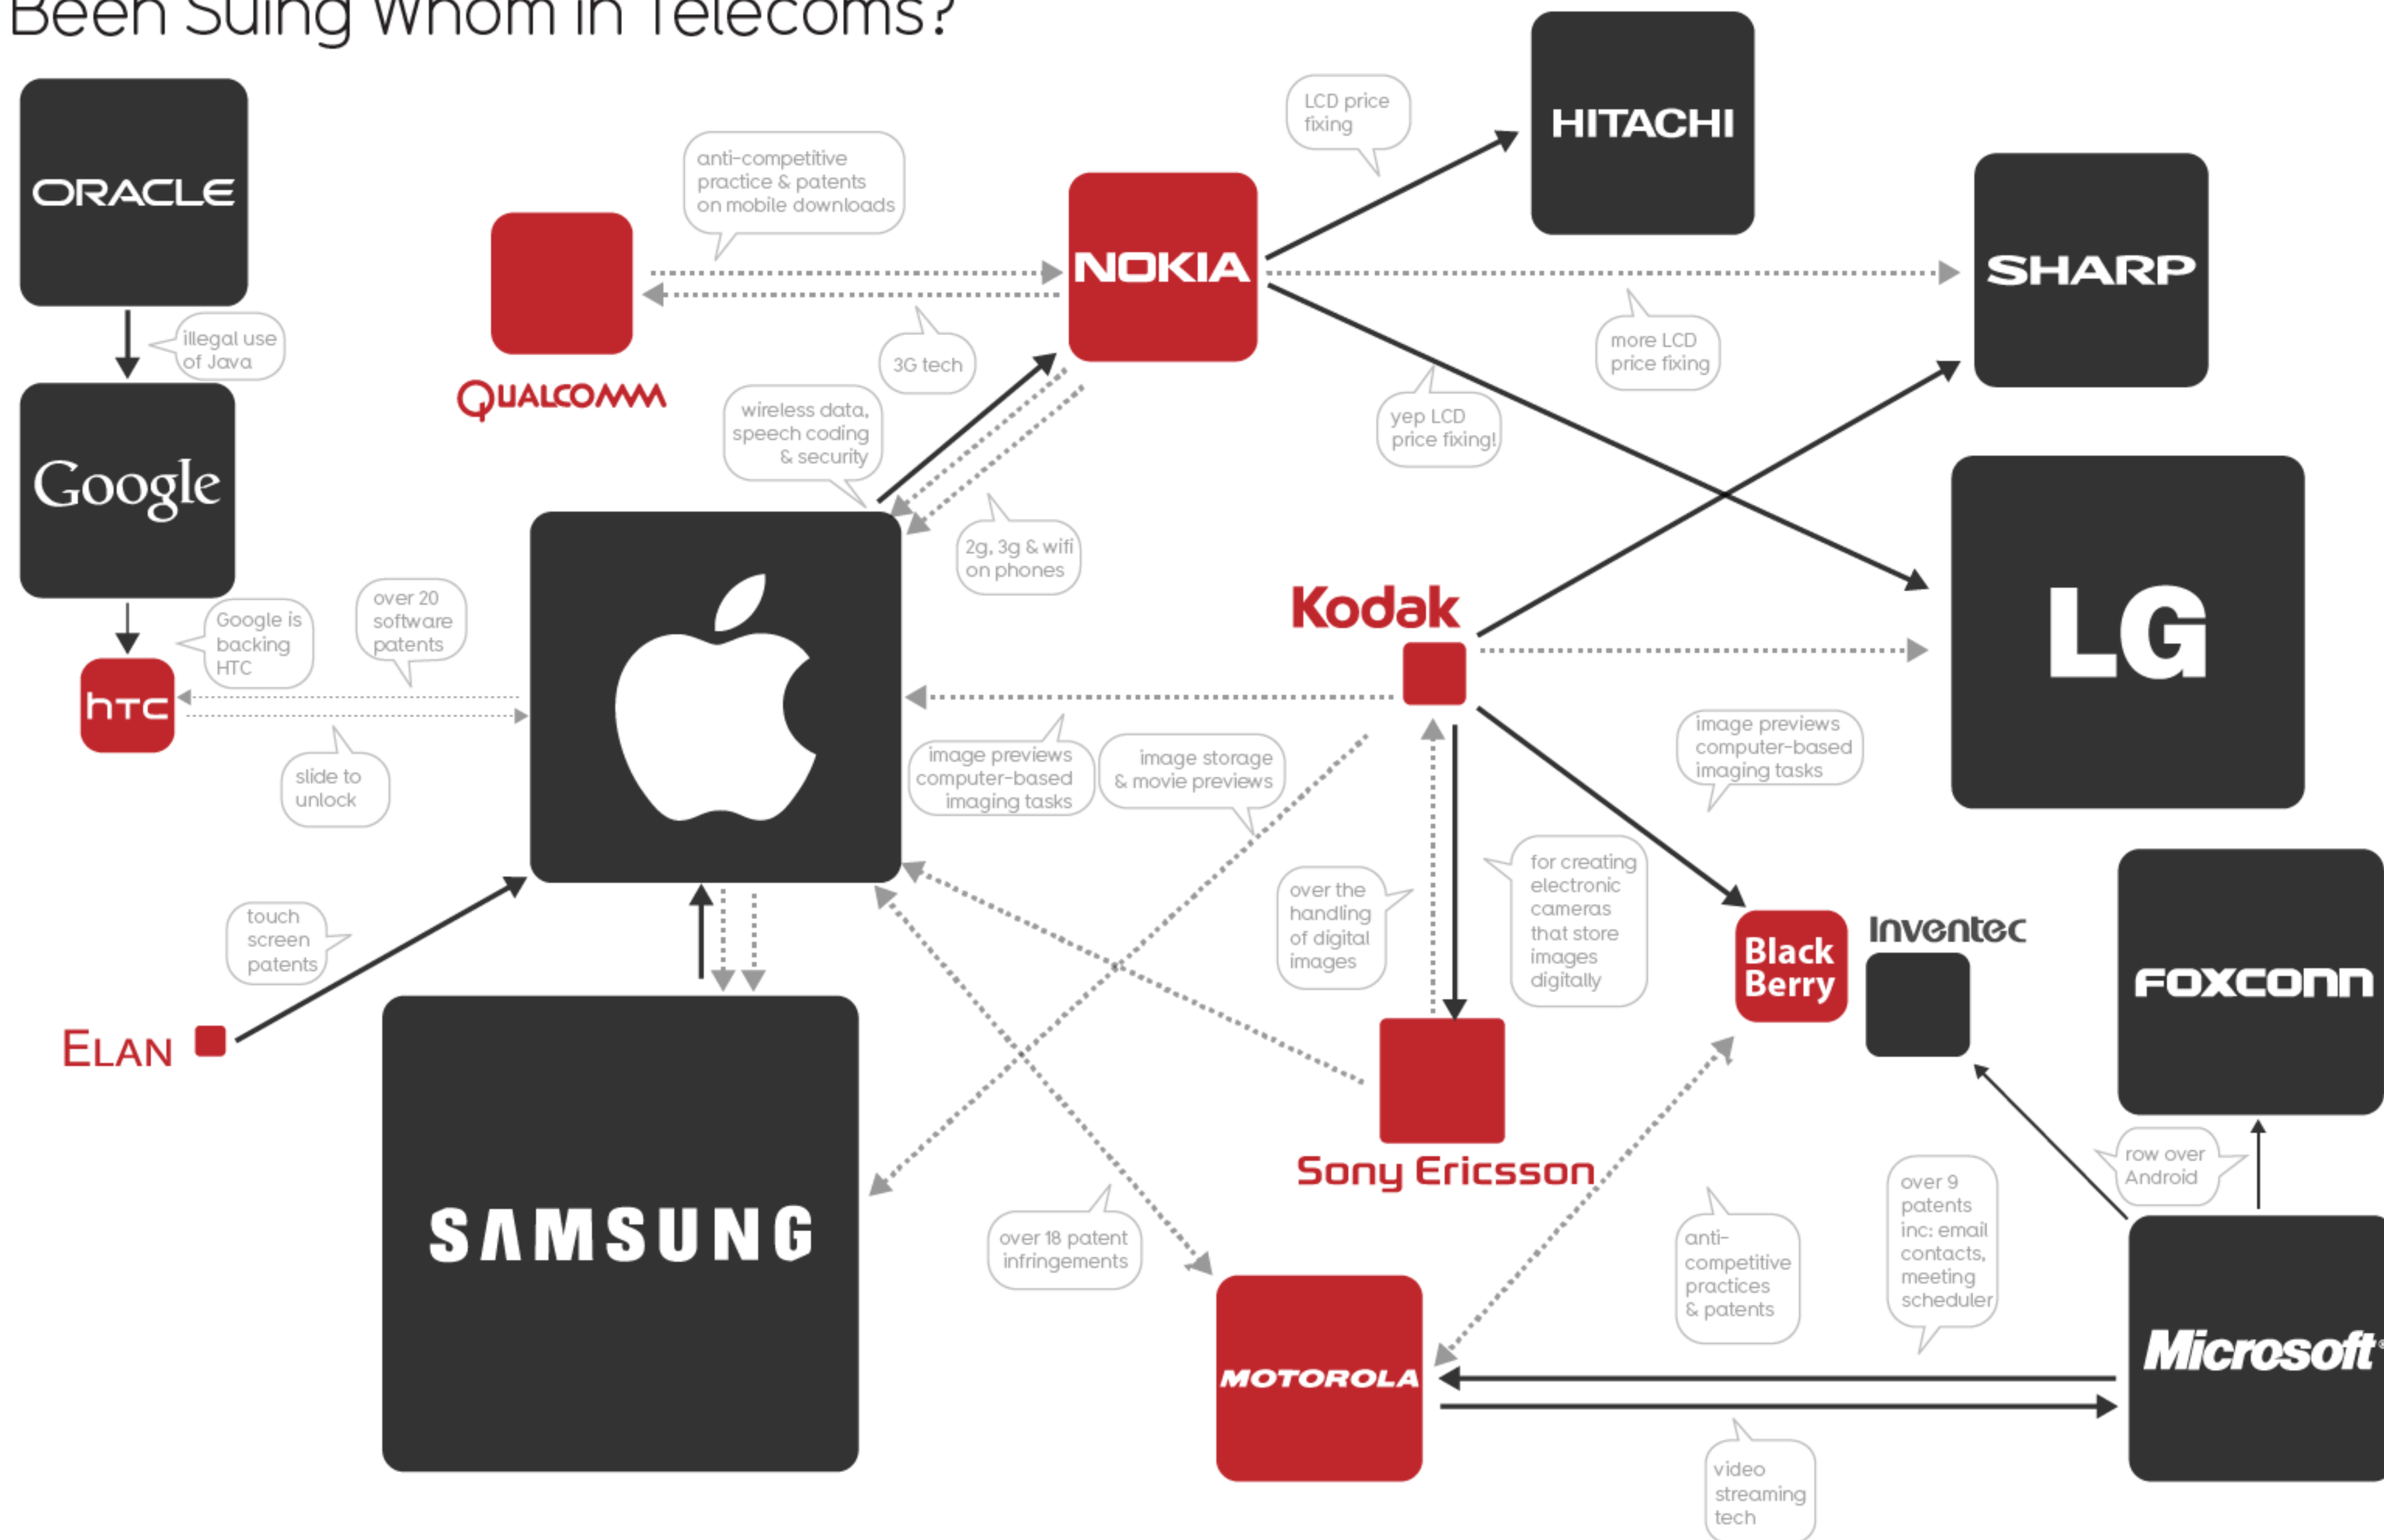 Been Suing Whom in Telecoms?
ORACLE
illegal use
of Java
Google
Google is
backing
HTC
hTC
over 20
software
patents
slide to
unlock
touch
screen
patents
ELAN
QUALCOMM
anti-competitive
practice & patents
on mobile downloads
3G tech
NOKIA
wireless data,
speech coding
& security
2g, 3g & wifi
on phones
LCD price
fixing
HITACHI
more LCD
price fixing
SHARP
yep LCD
price fixing!
LG
Kodak
image previews
computer-based
imaging tasks
image storage
& movie previews
image previews
computer-based
imaging tasks
over the
handling
of digital
images
for creating
electronic
cameras
that store
images
digitally
Black
Berry
Inventec
FOXCONN
SAMSUNG
Sony Ericsson
over 18 patent
infringements
MOTOROLA
anti-
competitive
practices
& patents
over 9
patents
inc: email
contacts,
meeting
scheduler
row over
Android
Microsoft®
video
streaming
tech